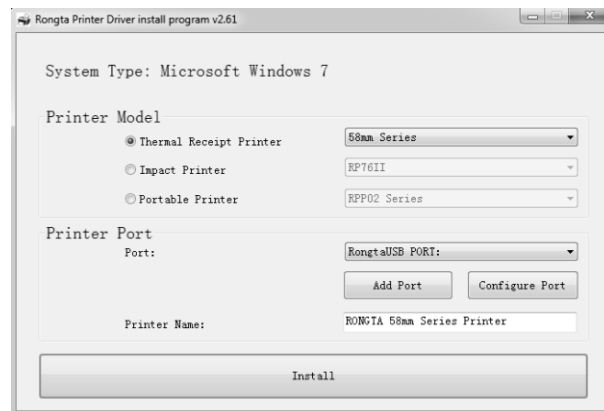 Rongta Printer Driver install program v2.61
System Type: Microsoft Windows 7
Printer Model
Thermal Receipt Printer 58mm Series
Impact Printer RP76II
Portable Printer RPP02 Series
Printer Port
Port: RongtaUSB PORT:
Add Port Configure Port
Printer Name: RONGTA 58mm Series Printer
Install